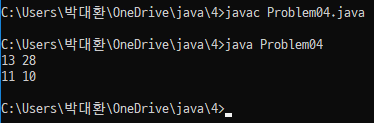 C:\Users\박대환\OneDrive\java\4>javac Problem04.java
C:\Users\박대환\OneDrive\java\4>java Problem04
13 28
11 10
C:\Users\박대환\OneDrive\java\4>